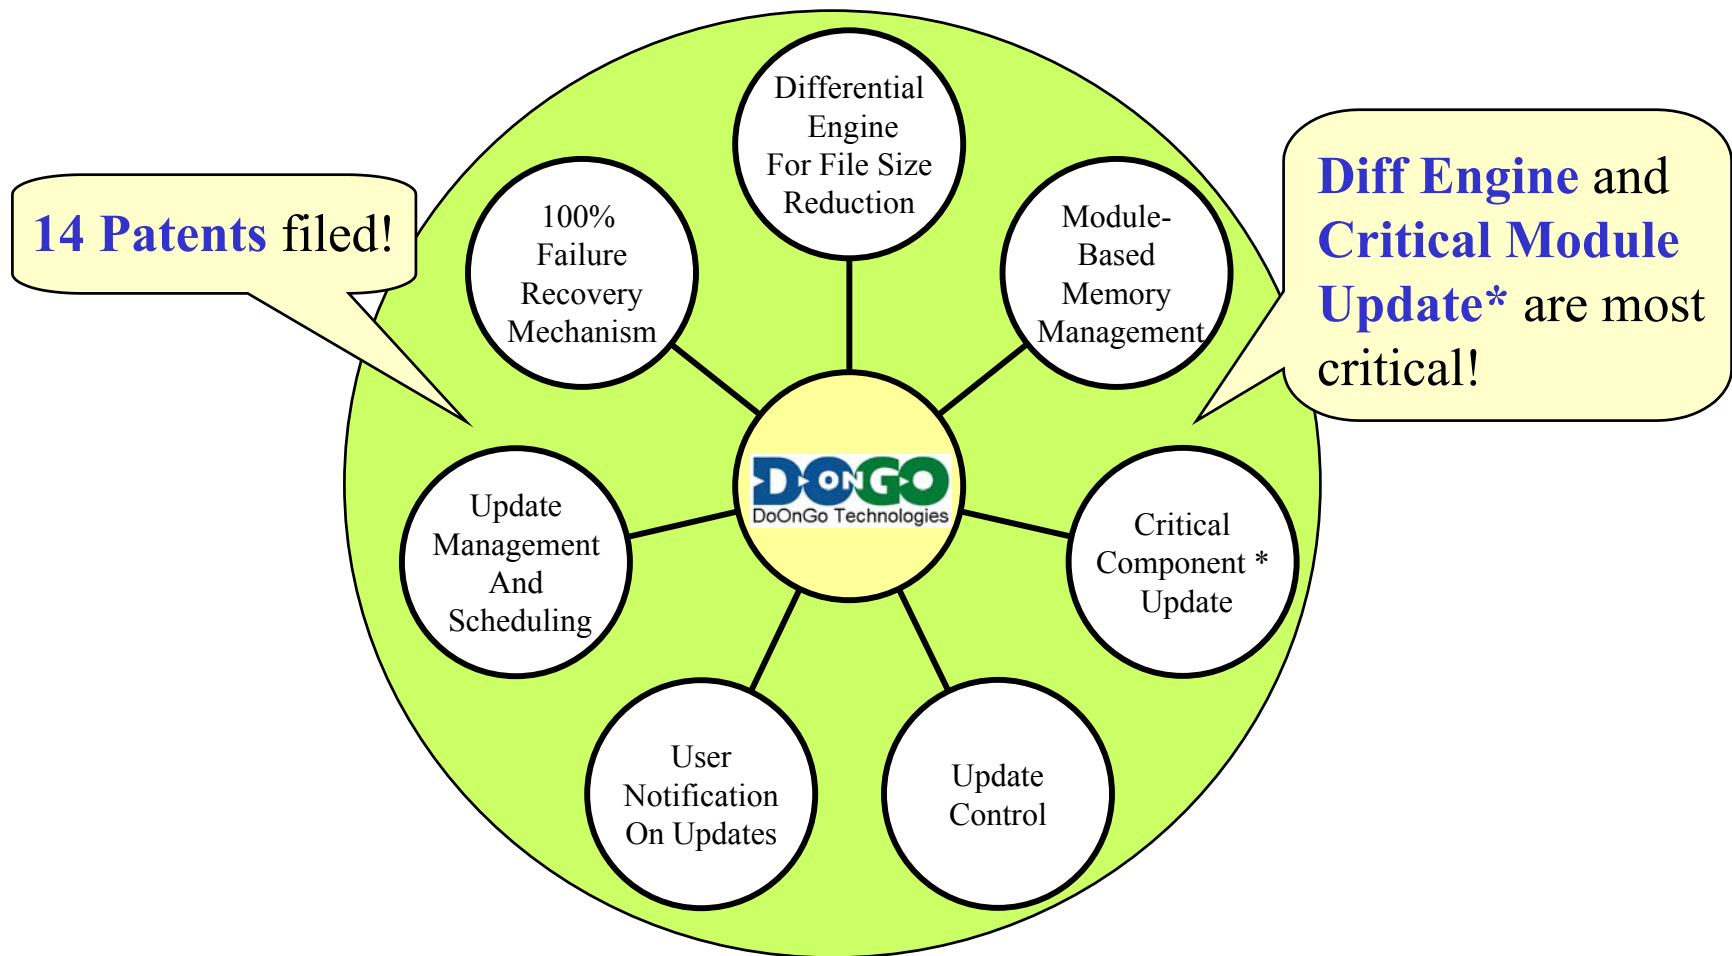 Differential
Engine
For File Size
Reduction
100%
Failure
Recovery
Mechanism
Module-
Based
Memory
Management
14 Patents filed!
Diff Engine and
Critical Module
Update* are most
critical!
DONGO
DoOnGo Technologies
Update
Management
And
Scheduling
Critical
Component *
Update
User
Notification
On Updates
Update
Control